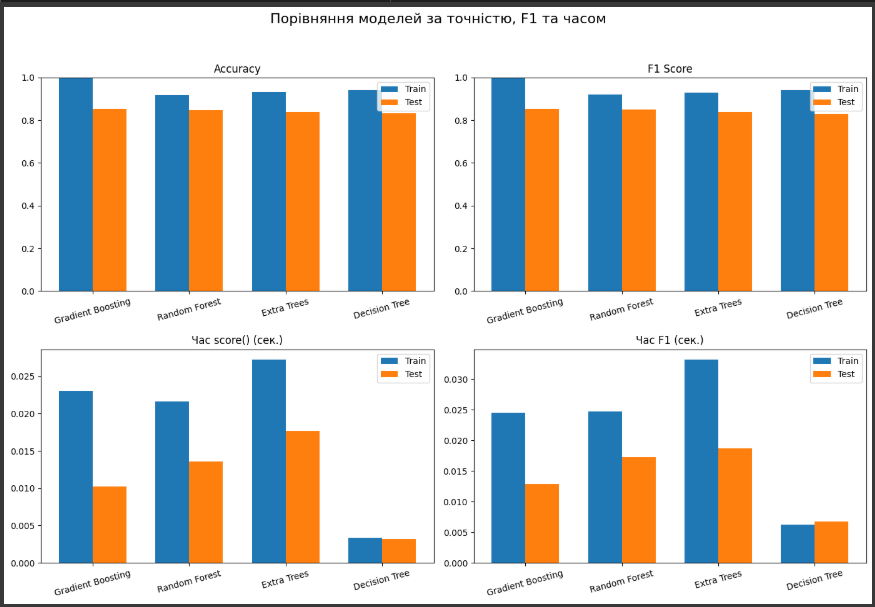 Порівняння моделей за точністю, F1 та часом
Accuracy
1.0
0.8
0.6
0.4
0.2
0.0
Train
Test
Gradient Boosting
Random Forest
Extra Trees
Decision Tree
F1 Score
1.0
0.8
0.6
0.4
0.2
0.0
Train
Test
Gradient Boosting
Random Forest
Extra Trees
Decision Tree
Час score() (сек.)
0.025
0.020
0.015
0.010
0.005
0.000
Train
Test
Gradient Boosting
Random Forest
Extra Trees
Decision Tree
Час F1 (сек.)
0.030
0.025
0.020
0.015
0.010
0.005
0.000
Train
Test
Gradient Boosting
Random Forest
Extra Trees
Decision Tree